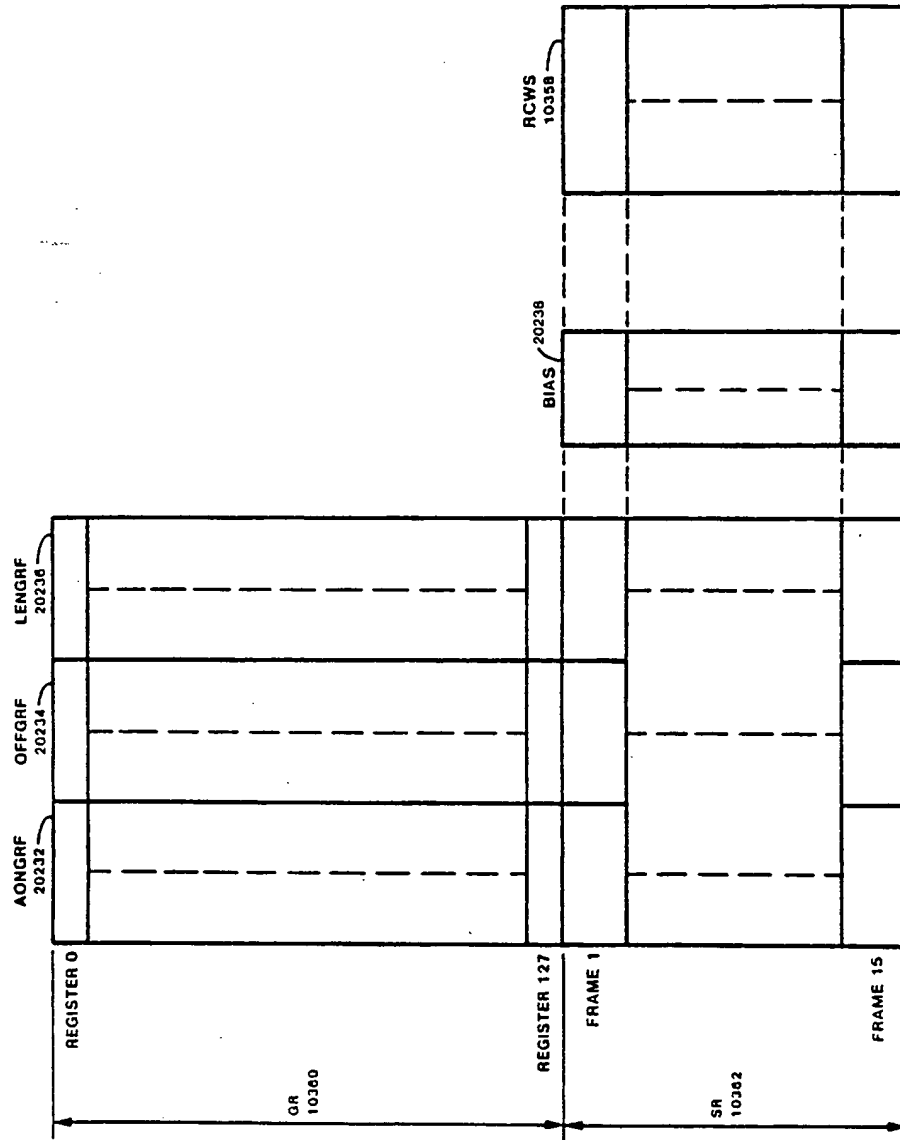 AONGRF
20232
OFFGRF
20234
LENGRF
20236
REGISTER 0
GR
10360
REGISTER 127
BIAS
20238
RCWS
10358
FRAME 1
SR
10362
FRAME 15